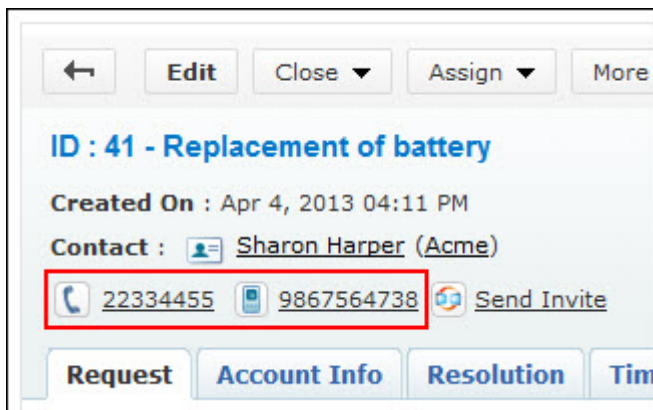 Edit Close Assign More
ID : 41 - Replacement of battery
Created On : Apr 4, 2013 04:11 PM
Contact : Sharon Harper (Acme)
22334455 9867564738 Send Invite
Request Account Info Resolution